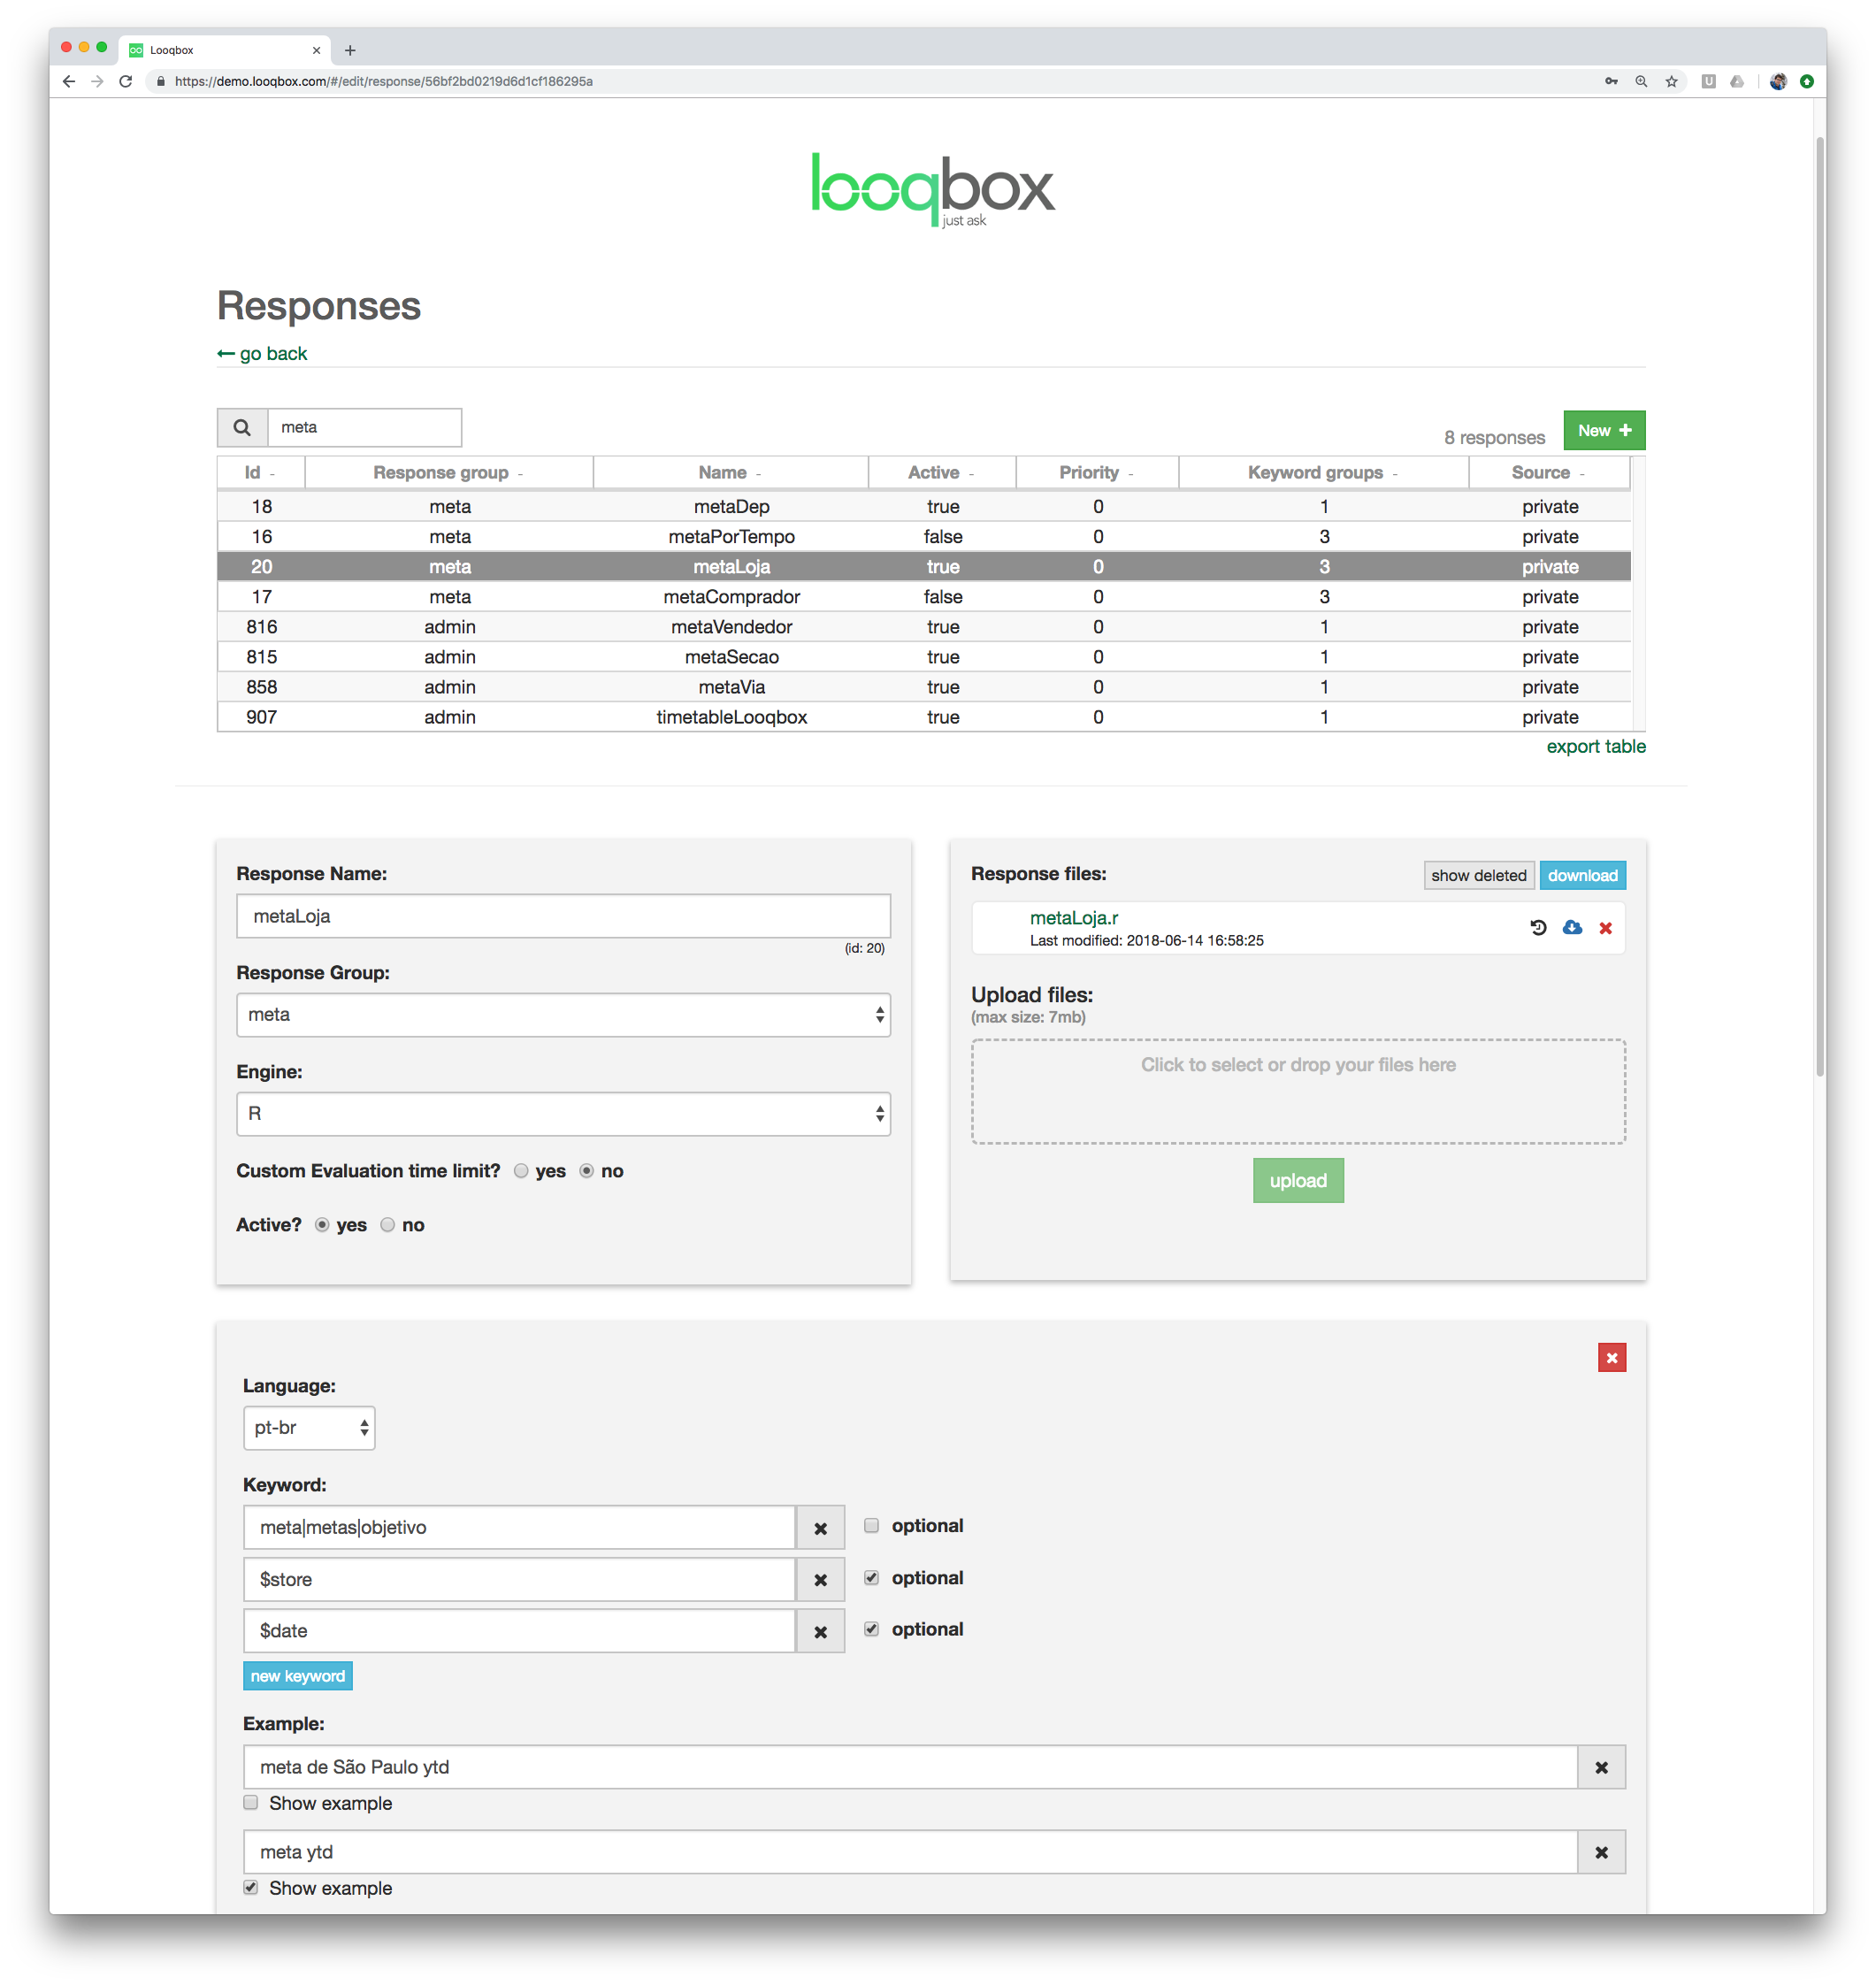 Looqbox
https://demo.looqbox.com/#/edit/response/56bf2bd0219d6d1cf186295a
looqbox
just ask
Responses
go back
meta
8 responses
New
Id - Response group - Name - Active - Priority - Keyword groups - Source -
18 meta metaDep true 0 1 private
16 meta metaPorTempo false 0 3 private
20 meta metaLoja true 0 3 private
17 meta metaComprador false 0 3 private
816 admin metaVendedor true 0 1 private
815 admin metaSecao true 0 1 private
858 admin metaVia true 0 1 private
907 admin timetableLooqbox true 0 1 private
export table
Response Name:
metaLoja
(id: 20)
Response Group:
meta
Engine:
R
Custom Evaluation time limit? yes no
Active? yes no
Response files:
show deleted
download
metaLoja.r
Last modified: 2018-06-14 16:58:25
Upload files:
(max size: 7mb)
Click to select or drop your files here
upload
Language:
pt-br
Keyword:
meta|metas|objetivo optional
$store optional
$date optional
new keyword
Example:
meta de São Paulo ytd
Show example
meta ytd
Show example